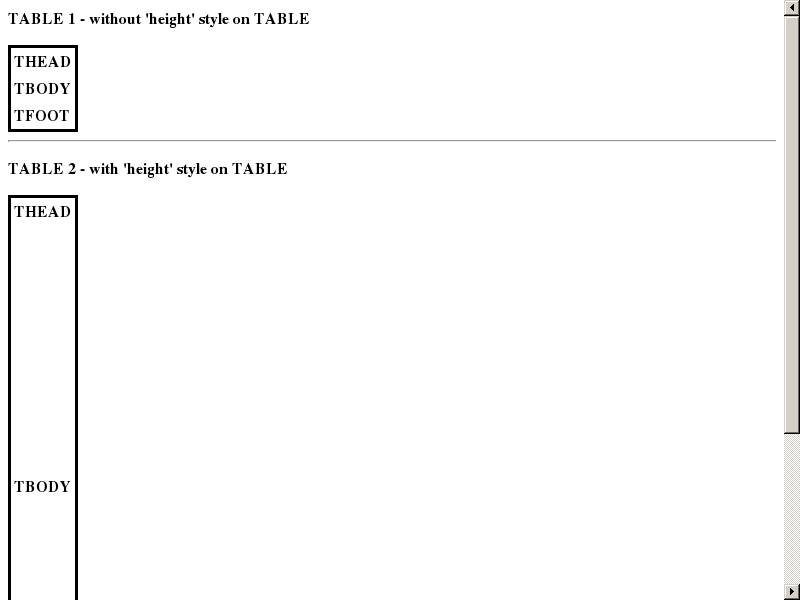 TABLE 1 - without 'height' style on TABLE
THEAD
TBODY
TFOOT
TABLE 2 - with 'height' style on TABLE
THEAD
TBODY